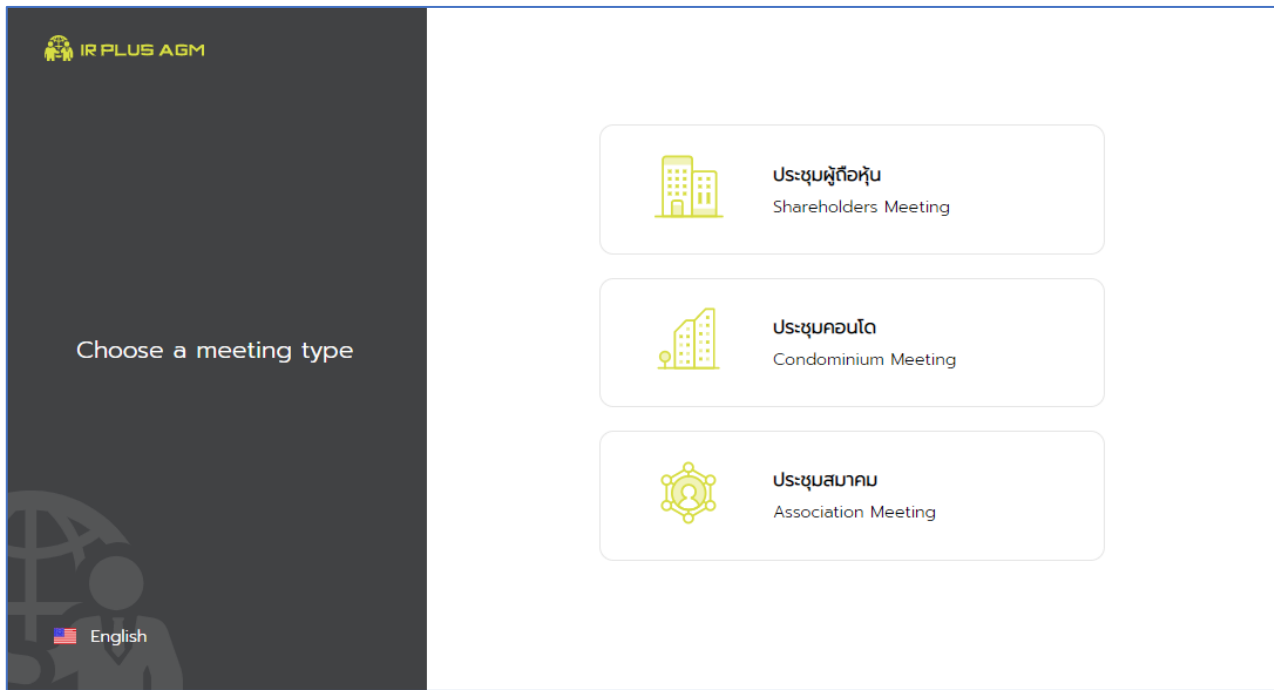 IR PLUS AGM
Choose a meeting type
English
ประชุมผู้ถือหุ้น
Shareholders Meeting
ประชุมคอนโด
Condominium Meeting
ประชุมสมาคม
Association Meeting